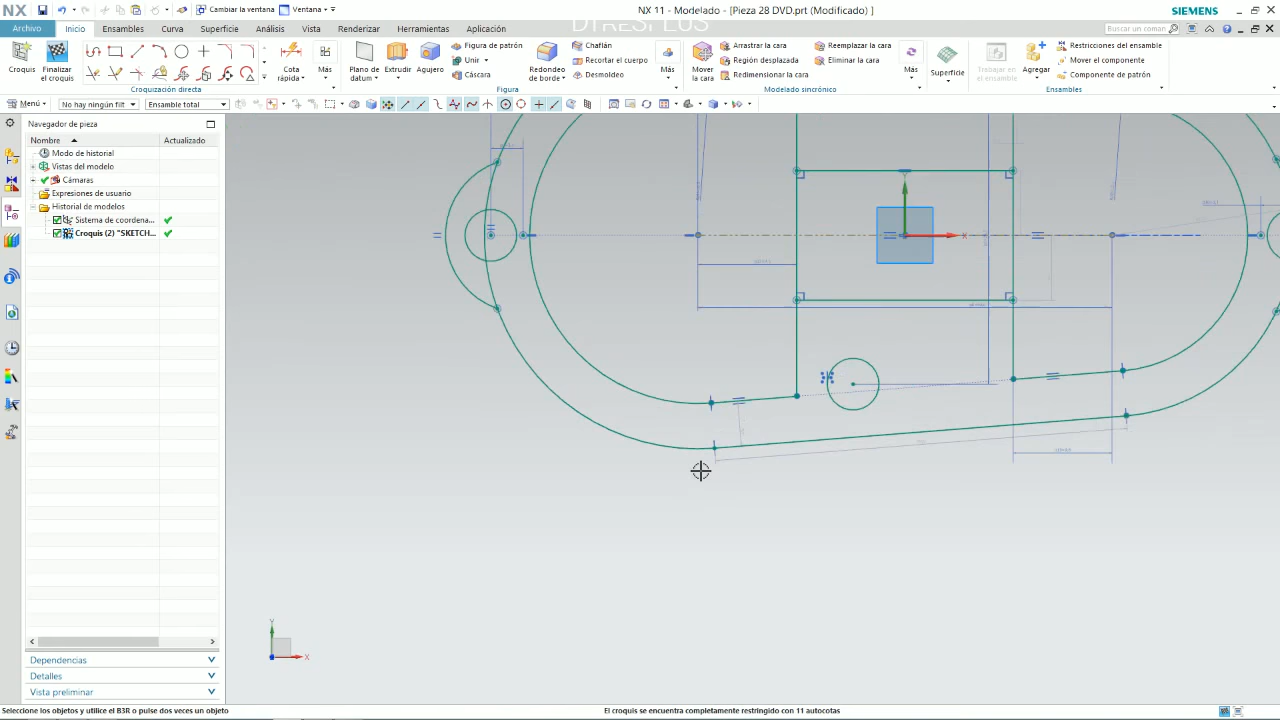 NX
Cambiar la ventana
Ventana
NX 11 - Modelado - [Pieza 28 DVD.prt (Modificado) ]
SIEMENS
DTRESPLUS
Archivo
Inicio
Ensambles
Curva
Superficie
Análisis
Vista
Renderizar
Herramientas
Aplicación
Buscar un coman
Croquis
Finalizar el croquis
Cota rápida
Más
Croquización directa
Plano de datum
Extrudir
Agujero
Figura de patrón
Unir
Cáscara
Redondeo de borde
Chaflán
Recortar el cuerpo
Desmoldeo
Más
Figura
Mover la cara
Arrastrar la cara
Región desplazada
Redimensionar la cara
Reemplazar la cara
Eliminar la cara
Más
Modelado sincrónico
Superficie
Trabajar en el ensamble
Agregar
Restricciones del ensamble
Mover el componente
Componente de patrón
Ensambles
Menú
No hay ningún filt
Ensamble total
Navegador de pieza
Nombre
Actualizado
Modo de historial
Vistas del modelo
Cámaras
Expresiones de usuario
Historial de modelos
Sistema de coordena...
Croquis (2) "SKETCH...
X
Y
X
Dependencias
Detalles
Vista preliminar
Seleccione los objetos y utilice el B3R o pulse dos veces un objeto
El croquis se encuentra completamente restringido con 11 autocotas